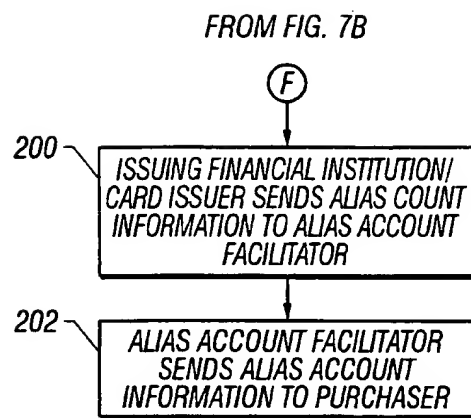 FROM FIG. 7B
F
200
ISSUING FINANCIAL INSTITUTION/
CARD ISSUER SENDS ALIAS COUNT
INFORMATION TO ALIAS ACCOUNT
FACILITATOR
202
ALIAS ACCOUNT FACILITATOR
SENDS ALIAS ACCOUNT
INFORMATION TO PURCHASER